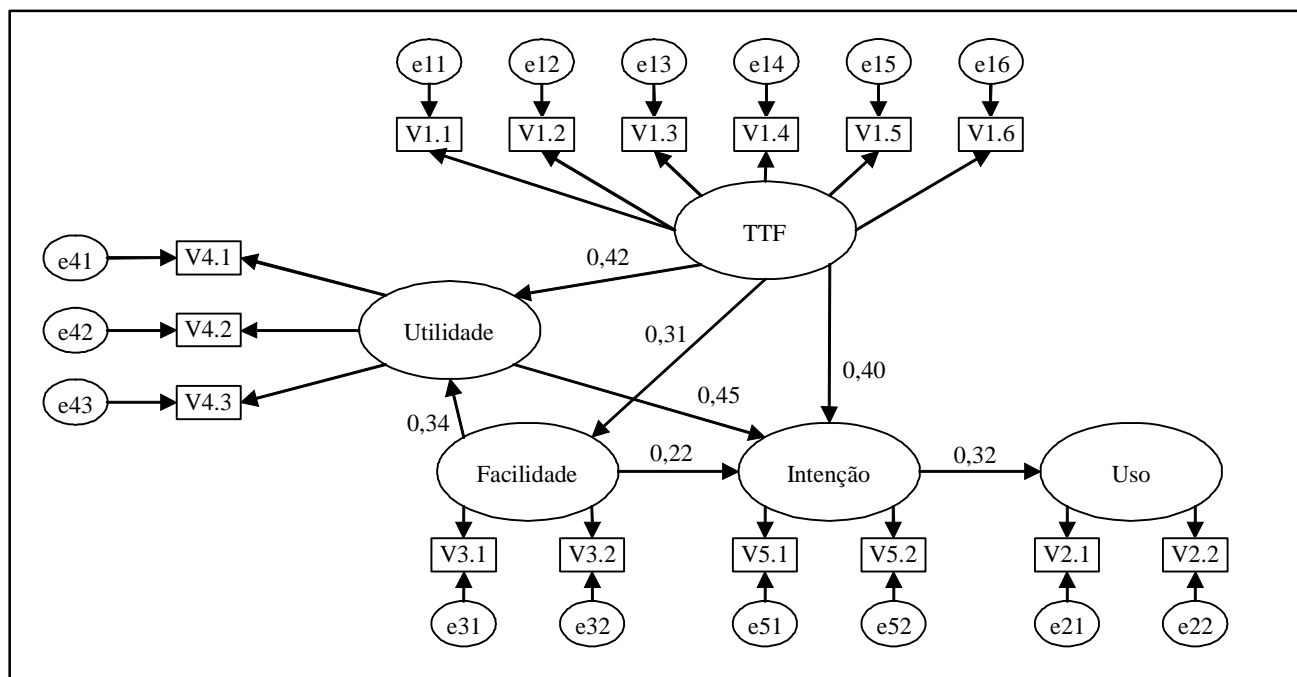 e11 e12 e13 e14 e15 e16
V1.1 V1.2 V1.3 V1.4 V1.5 V1.6
TTF
e41 V4.1
0,42
e42 V4.2 Utilidade
0,31
0,40
e43 V4.3
0,45
0,34
0,22
0,32
Facilidade Intenção Uso
V3.1 V3.2 V5.1 V5.2 V2.1 V2.2
e31 e32 e51 e52 e21 e22